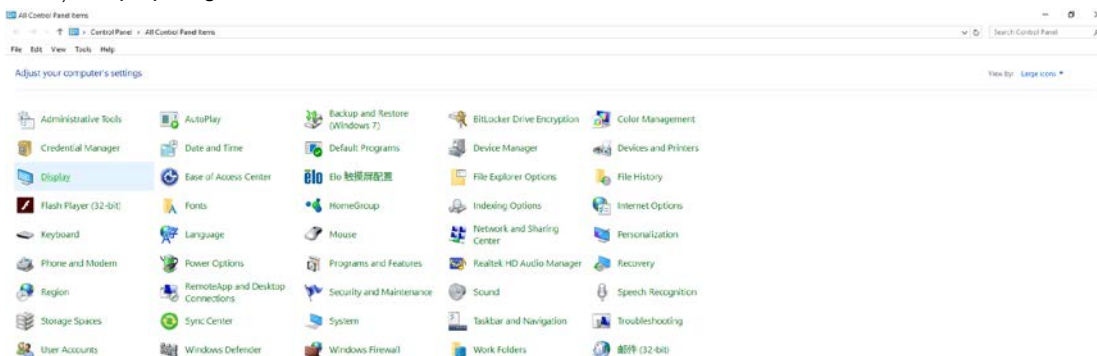 All Control Panel Items
Control Panel › All Control Panel Items
Search Control Panel
File Edit View Tools Help
Adjust your computer's settings
View by: Large icons
Administrative Tools
AutoPlay
Backup and Restore
(Windows 7)
BitLocker Drive Encryption
Color Management
Credential Manager
Date and Time
Default Programs
Device Manager
Devices and Printers
Display
Ease of Access Center
elo Elo 触摸屏配置
File Explorer Options
File History
Flash Player (32-bit)
Fonts
HomeGroup
Indexing Options
Internet Options
Keyboard
Language
Mouse
Network and Sharing
Center
Personalization
Phone and Modem
Power Options
Programs and Features
Realtek HD Audio Manager
Recovery
Region
RemoteApp and Desktop
Connections
Security and Maintenance
Sound
Speech Recognition
Storage Spaces
Sync Center
System
Taskbar and Navigation
Troubleshooting
User Accounts
Windows Defender
Windows Firewall
Work Folders
邮件 (32-bit)